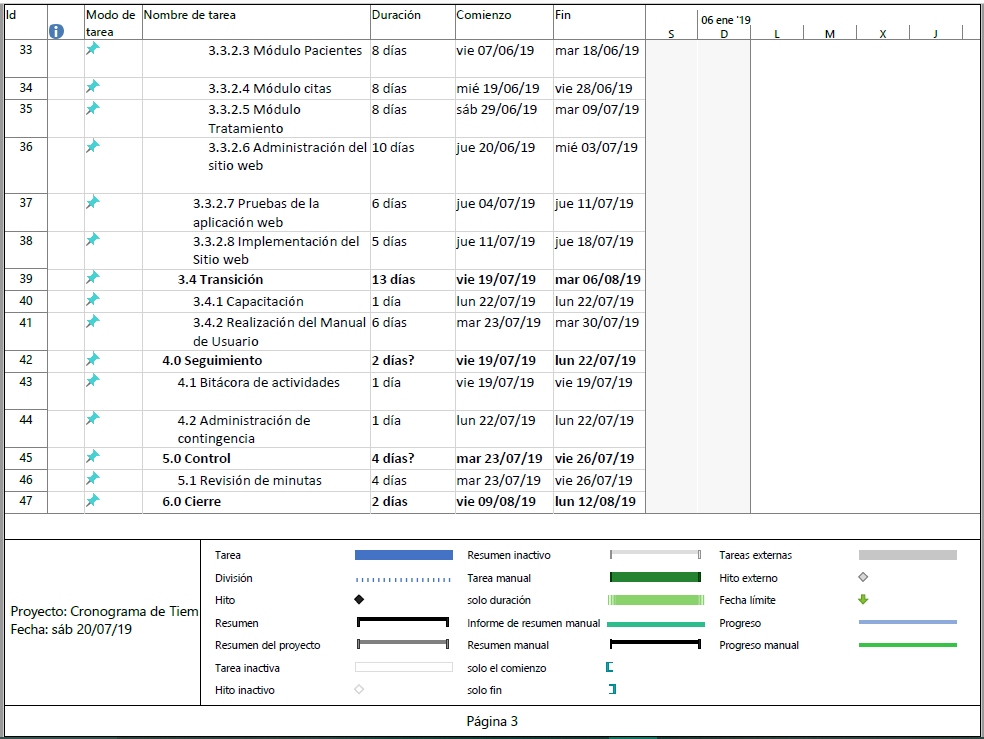 Id Modo de tarea Nombre de tarea Duración Comienzo Fin 06 ene '19
S D L M X J
33 3.3.2.3 Módulo Pacientes 8 días vie 07/06/19 mar 18/06/19
34 3.3.2.4 Módulo citas 8 días mié 19/06/19 vie 28/06/19
35 3.3.2.5 Módulo 8 días sáb 29/06/19 mar 09/07/19
Tratamiento
36 3.3.2.6 Administración del 10 días jue 20/06/19 mié 03/07/19
sitio web
37 3.3.2.7 Pruebas de la 6 días jue 04/07/19 jue 11/07/19
aplicación web
38 3.3.2.8 Implementación del 5 días jue 11/07/19 jue 18/07/19
Sitio web
39 3.4 Transición 13 días vie 19/07/19 mar 06/08/19
40 3.4.1 Capacitación 1 día lun 22/07/19 lun 22/07/19
41 3.4.2 Realización del Manual 6 días mar 23/07/19 mar 30/07/19
de Usuario
42 4.0 Seguimiento 2 días? vie 19/07/19 lun 22/07/19
43 4.1 Bitácora de actividades 1 día vie 19/07/19 vie 19/07/19
44 4.2 Administración de 1 día lun 22/07/19 lun 22/07/19
contingencia
45 5.0 Control 4 días? mar 23/07/19 vie 26/07/19
46 5.1 Revisión de minutas 4 días mar 23/07/19 vie 26/07/19
47 6.0 Cierre 2 días vie 09/08/19 lun 12/08/19
Proyecto: Cronograma de Tiem
Fecha: sáb 20/07/19
Tarea Resumen inactivo Tareas externas
División Tarea manual Hito externo
Hito solo duración Fecha límite
Resumen Informe de resumen manual Progreso
Resumen del proyecto Resumen manual Progreso manual
Tarea inactiva solo el comienzo
Hito inactivo solo fin
Página 3